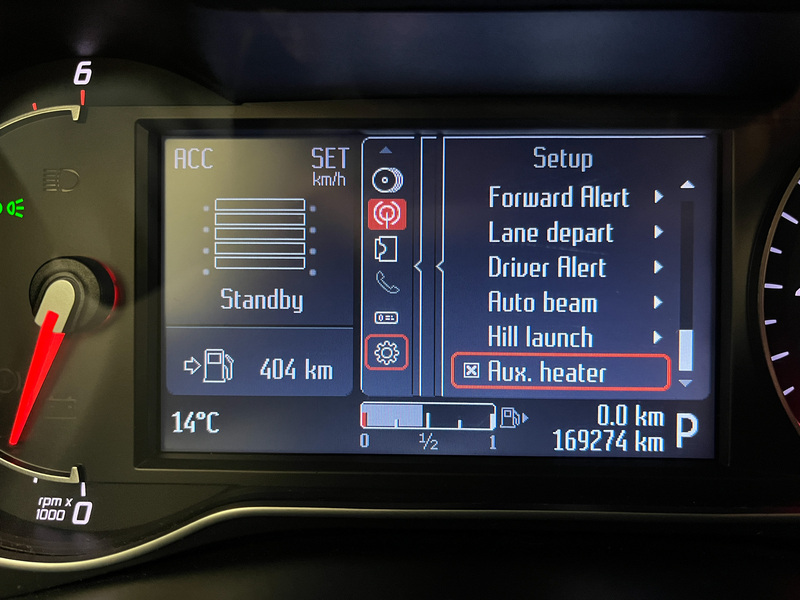 6
ACC SET
km/h
Standby
404 km
14°C
Setup
Forward Alert
Lane depart
Driver Alert
Auto beam
Hill launch
Aux. heater
0 1/2 1
0.0 km
169274 km
P
rpm x
1000
0